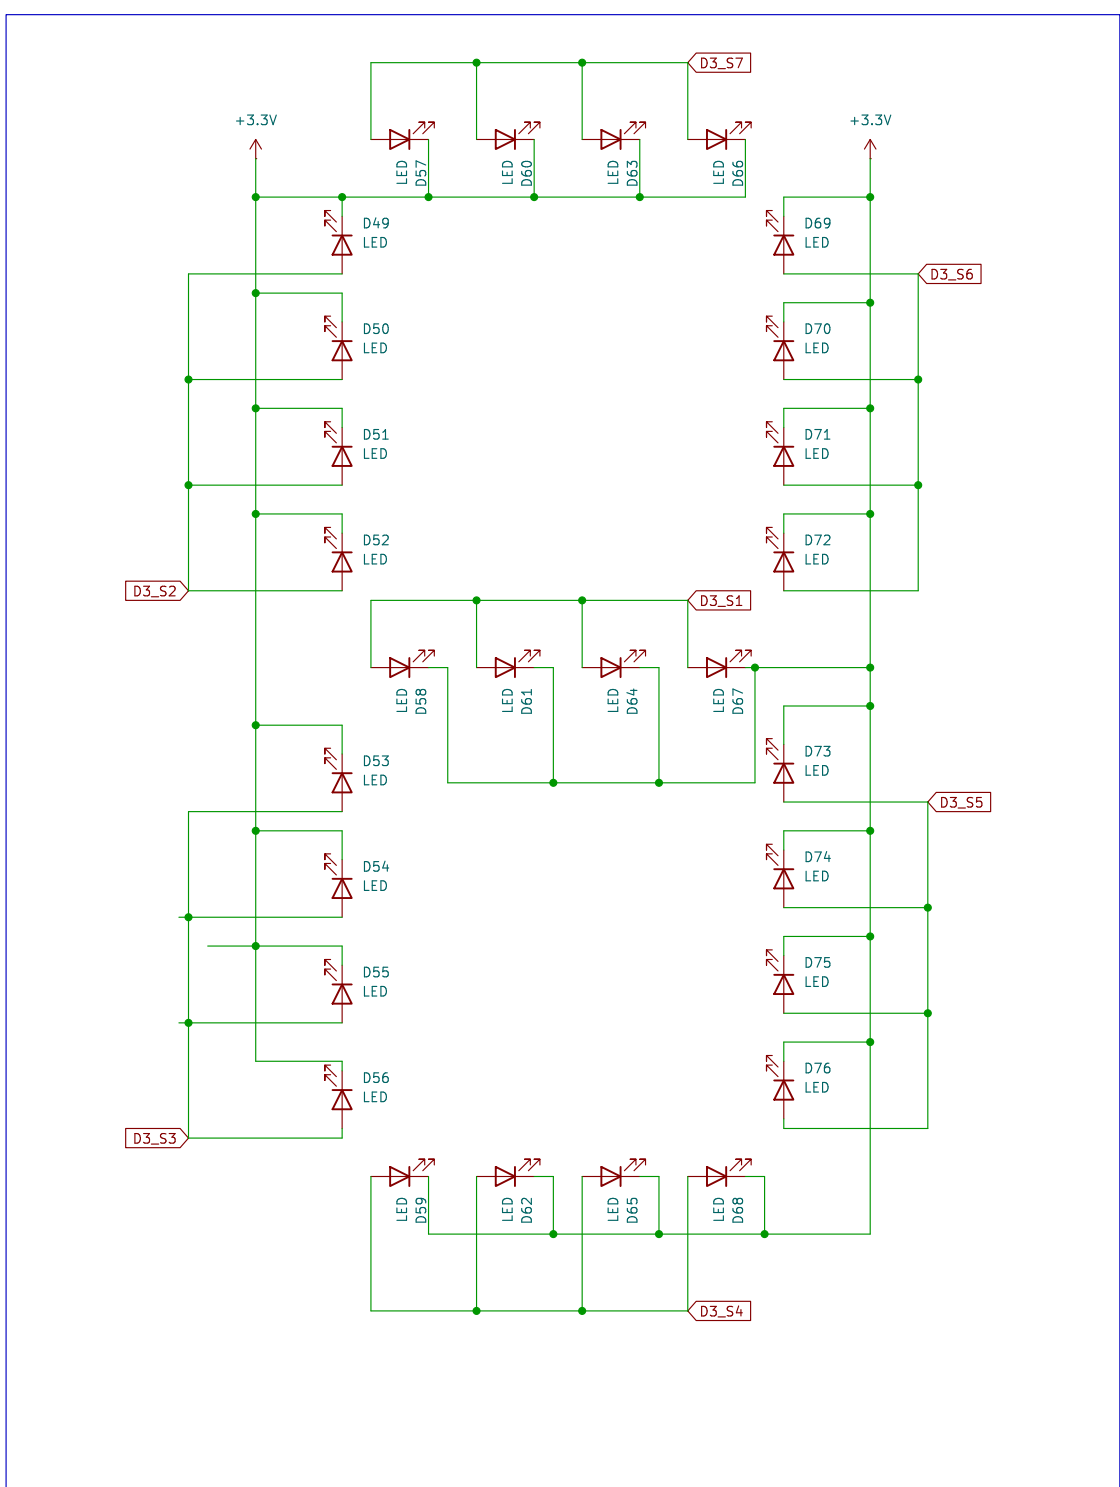 D3_S7
+3.3V
+3.3V
LED
D57
LED
D60
LED
D63
LED
D66
D49
LED
D69
LED
D3_S6
D50
LED
D70
LED
D51
LED
D71
LED
D52
LED
D72
LED
D3_S2
D3_S1
LED
D58
LED
D61
LED
D64
LED
D67
D53
LED
D73
LED
D3_S5
D54
LED
D74
LED
D55
LED
D75
LED
D56
LED
D76
LED
D3_S3
LED
D59
LED
D62
LED
D65
LED
D68
D3_S4